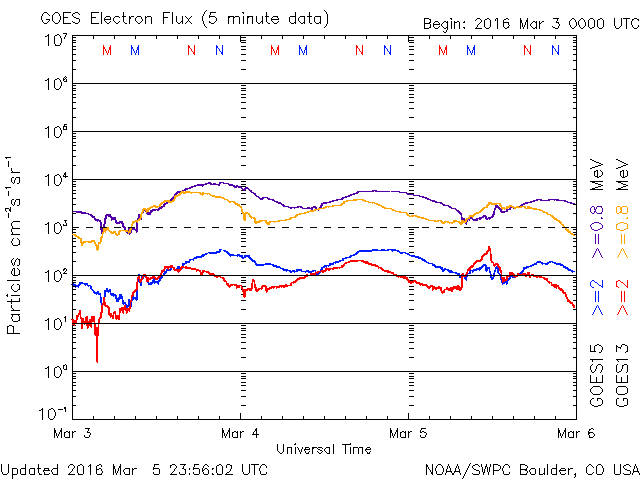 GOES Electron Flux (5 minute data)
Begin: 2016 Mar 3 0000 UTC
10⁷
10⁶
10⁵
10⁴
10³
10²
10¹
10⁰
10⁻¹
Particles cm⁻²s⁻¹sr⁻¹
M M N N M M N N M M N N
Mar 3 Mar 4 Mar 5 Mar 6
Universal Time
GOES15 >=2 >=0.8 MeV
GOES13 >=2 >=0.8 MeV
Updated 2016 Mar 5 23:56:02 UTC
NOAA/SWPC Boulder, CO USA